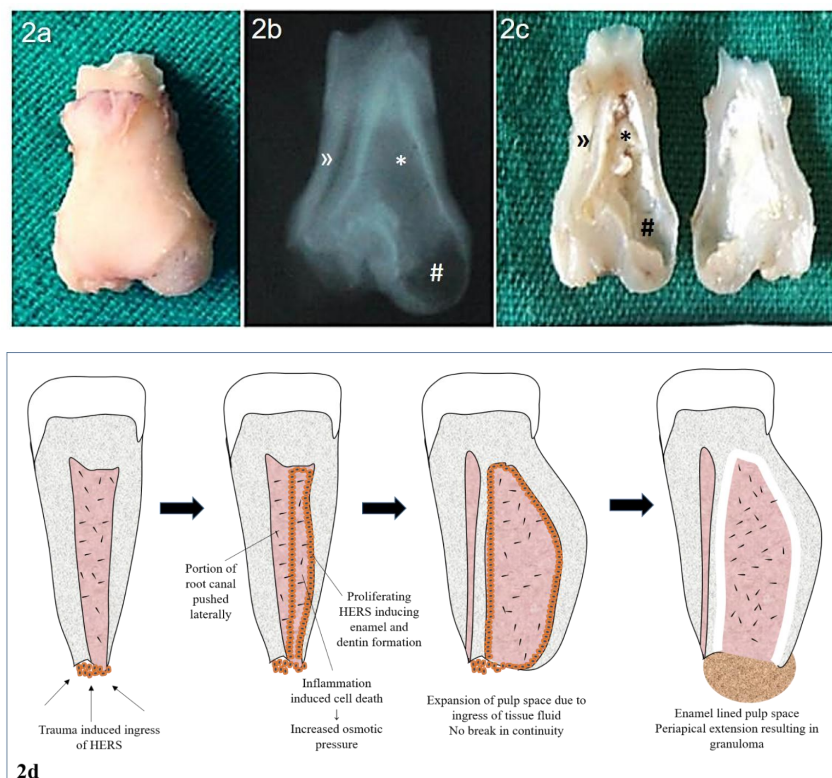 2a
2b
2c
»
*
#
»
*
#
Portion of
root canal
pushed
laterally
Proliferating
HERS inducing
enamel and
dentin formation
Trauma induced ingress
of HERS
Inflammation
induced cell death
↓
Increased osmotic
pressure
Expansion of pulp space due to
ingress of tissue fluid
No break in continuity
Enamel lined pulp space
Periapical extension resulting in
granuloma
2d